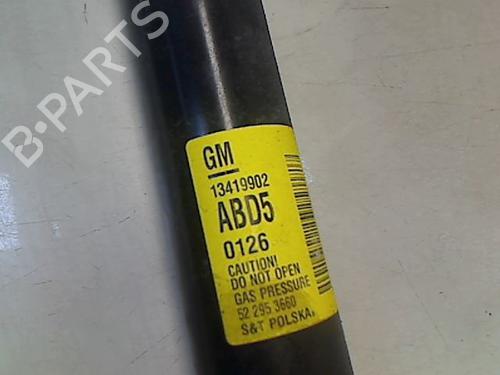 B-PARTS
GM
13419902
ABD5
0126
CAUTION!
DO NOT OPEN
GAS PRESSURE
52 295 3660
S&T POLSKA